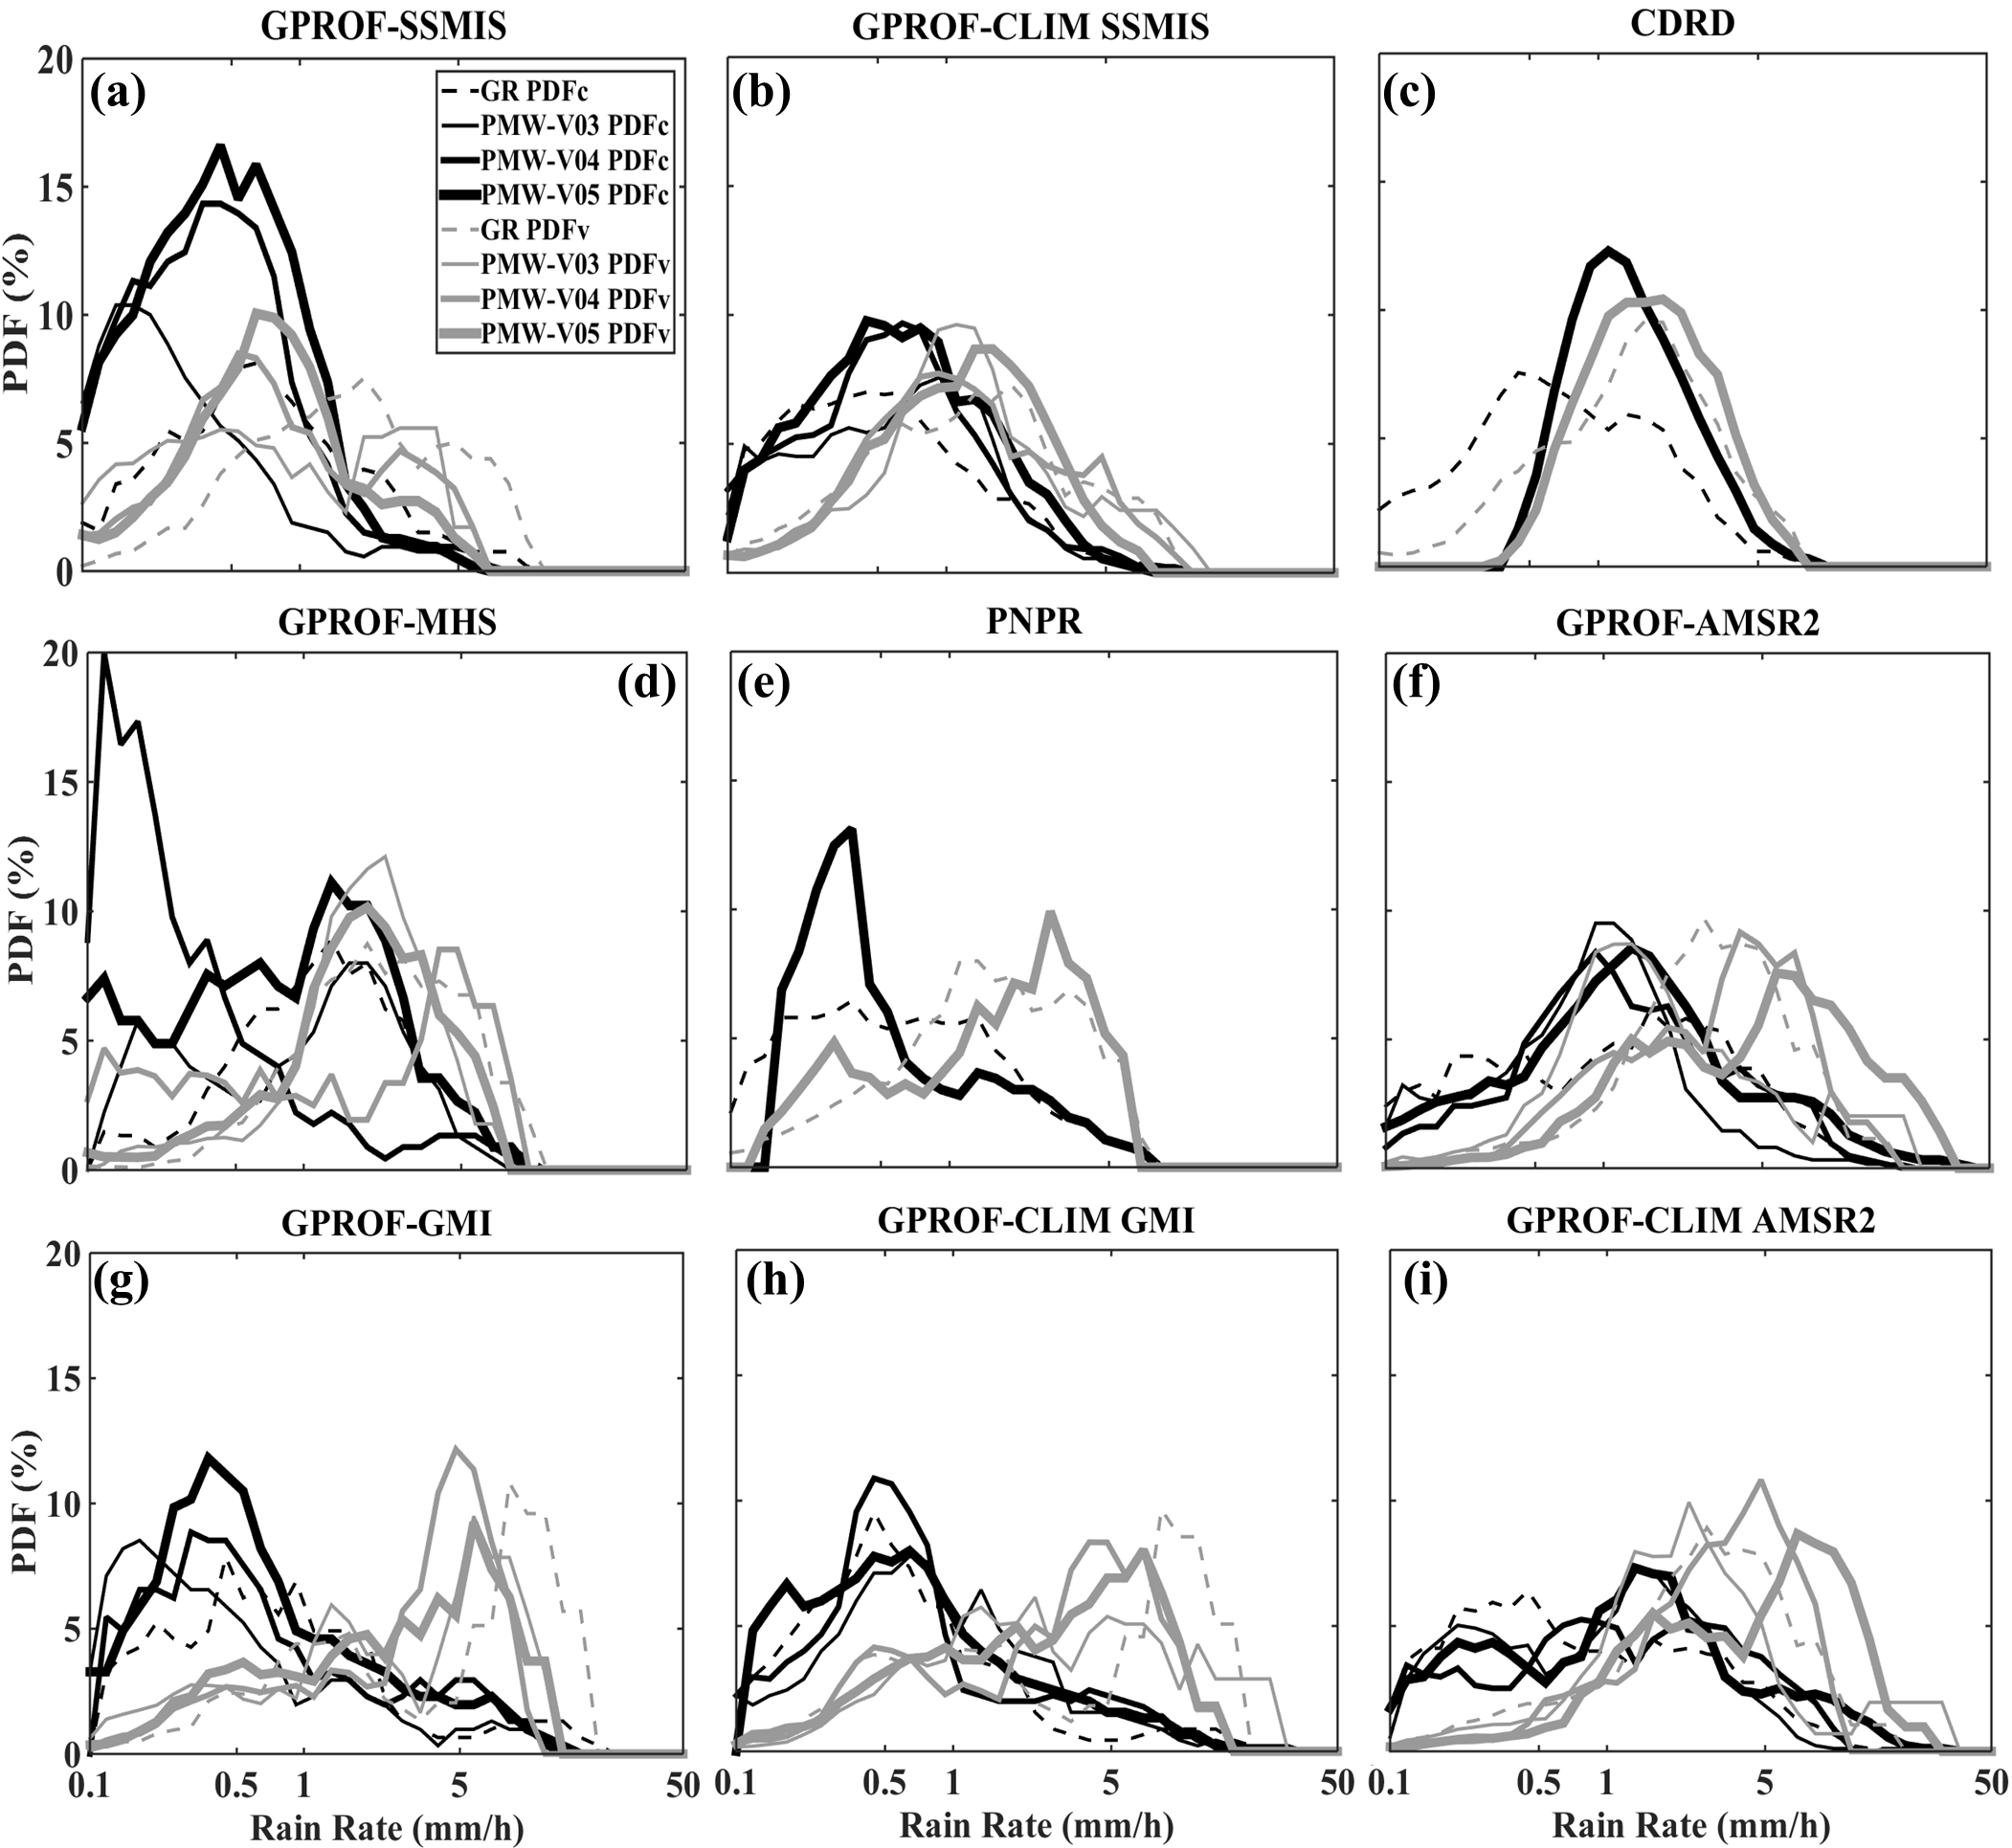 GPROF-SSMIS
GPROF-CLIM SSMIS
CDRD
20
15
10
5
0
PDF (%)
(a)
GR PDFc
PMW-V03 PDFc
PMW-V04 PDFc
PMW-V05 PDFc
GR PDFv
PMW-V03 PDFv
PMW-V04 PDFv
PMW-V05 PDFv
(b)
(c)
GPROF-MHS
PNPR
GPROF-AMSR2
20
15
10
5
0
PDF (%)
(d)
(e)
(f)
GPROF-GMI
GPROF-CLIM GMI
GPROF-CLIM AMSR2
20
15
10
5
0
PDF (%)
(g)
(h)
(i)
0.1 0.5 1 5 50
0.1 0.5 1 5 50
0.1 0.5 1 5 50
Rain Rate (mm/h)
Rain Rate (mm/h)
Rain Rate (mm/h)